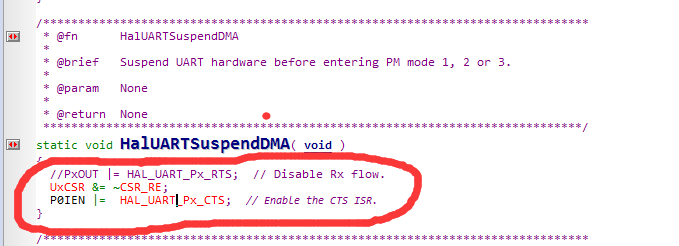 /******************************************************************************
* @fn HalUARTSuspendDMA
*
* @brief Suspend UART hardware before entering PM mode 1, 2 or 3.
*
* @param None
*
* @return None
*****************************************************************************/
static void HalUARTSuspendDMA( void )
{
//PxOUT |= HAL_UART_Px_RTS; // Disable Rx flow.
UxCSR &= ~CSR_RE;
P0IEN |= HAL_UART_Px_CTS; // Enable the CTS ISR.
}